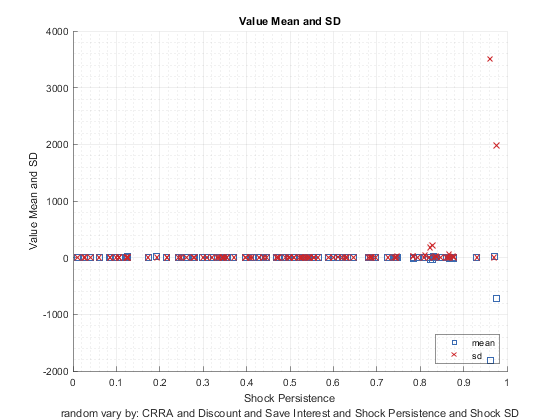 Value Mean and SD
4000
3000
2000
1000
0
-1000
-2000
Value Mean and SD
mean
sd
0 0.1 0.2 0.3 0.4 0.5 0.6 0.7 0.8 0.9 1
Shock Persistence
random vary by: CRRA and Discount and Save Interest and Shock Persistence and Shock SD